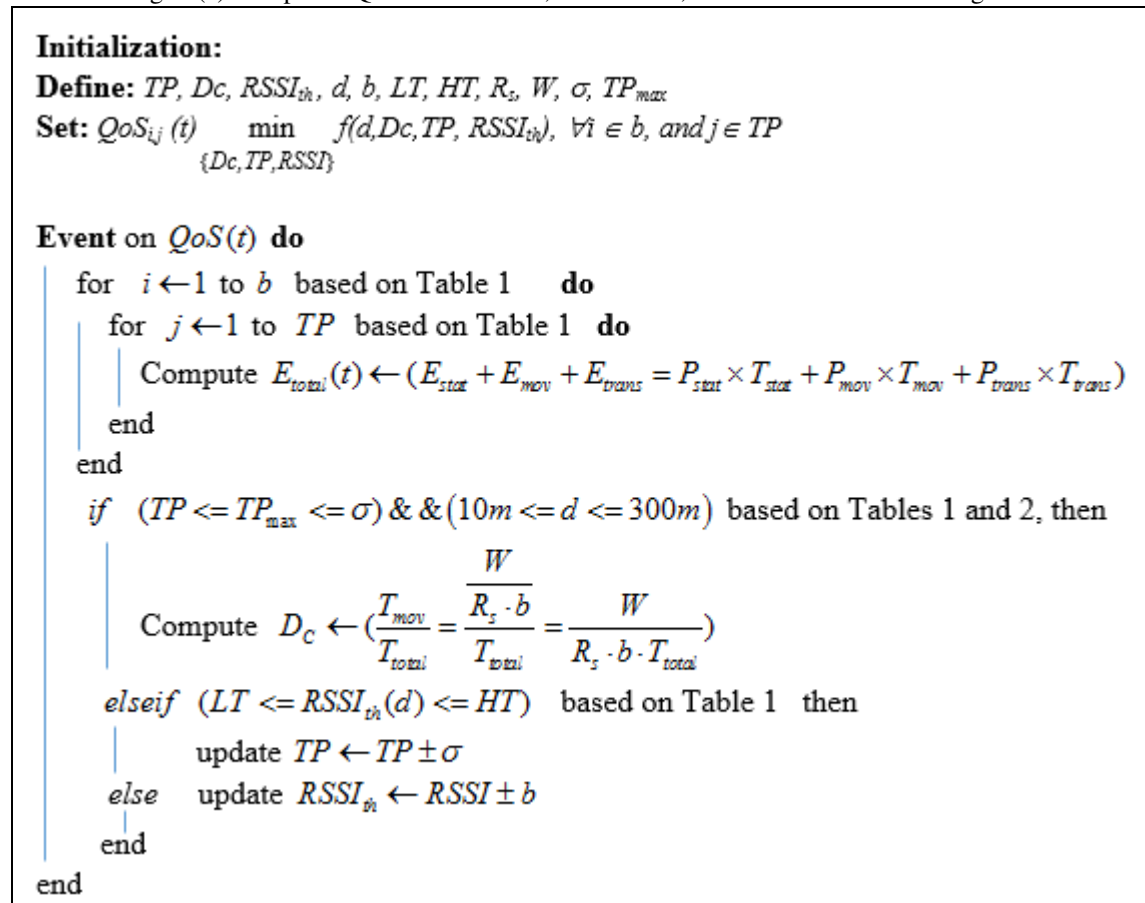 Initialization:
Define: TP, Dc, RSSI_th, d, b, LT, HT, R_s, W, σ, TP_max
Set: QoS_i,j (t) min f(d,Dc,TP, RSSI_th), ∀i ∈ b, and j ∈ TP
{Dc,TP,RSSI}
Event on QoS(t) do
for i ←1 to b based on Table 1 do
for j ←1 to TP based on Table 1 do
Compute E_total(t) ← (E_stat + E_mov + E_trans = P_stat × T_stat + P_mov × T_mov + P_trans × T_trans)
end
end
if (TP <= TP_max <= σ) & & (10m <= d <= 300m) based on Tables 1 and 2, then
Compute D_C ← (T_mov / T_total = (W / R_s · b) / T_total = W / R_s · b · T_total)
elseif (LT <= RSSI_th(d) <= HT) based on Table 1 then
update TP ← TP ± σ
else update RSSI_th ← RSSI ± b
end
end